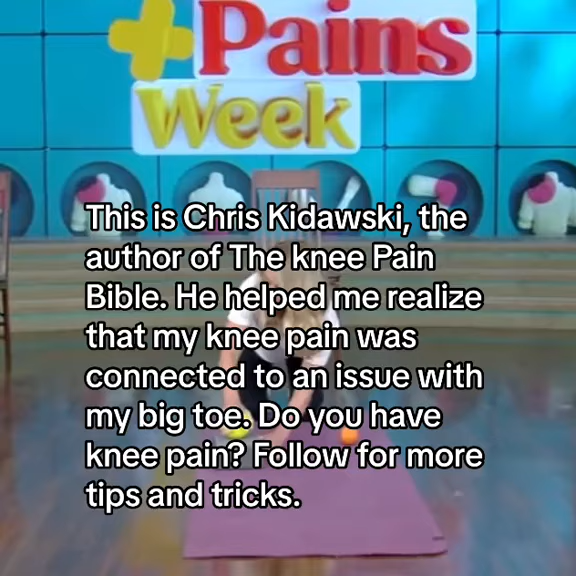 Pains
Week
This is Chris Kidawski, the
author of The knee Pain
Bible. He helped me realize
that my knee pain was
connected to an issue with
my big toe. Do you have
knee pain? Follow for more
tips and tricks.